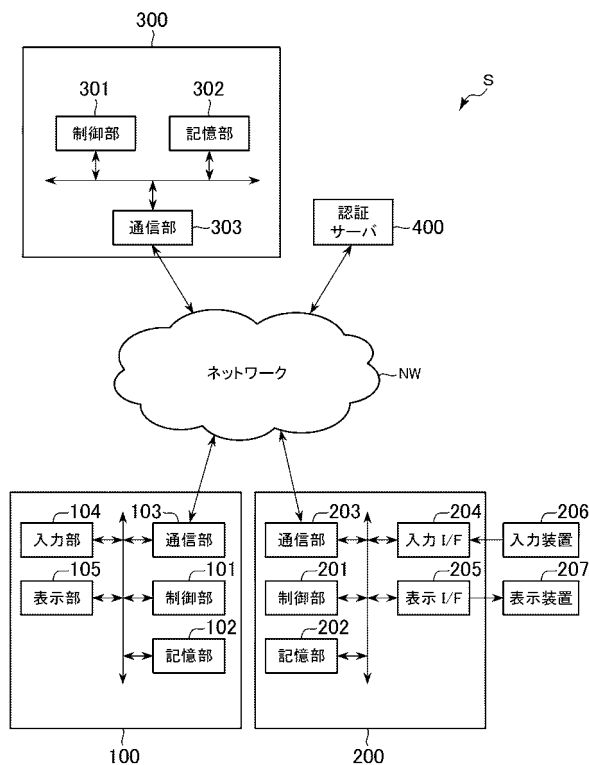 300
S
301
302
制御部
記憶部
通信部
303
認証
サーバ
400
ネットワーク
NW
104
103
入力部
通信部
105
101
表示部
制御部
102
記憶部
100
203
204
206
通信部
入力 I/F
入力装置
201
205
207
制御部
表示 I/F
表示装置
202
記憶部
200